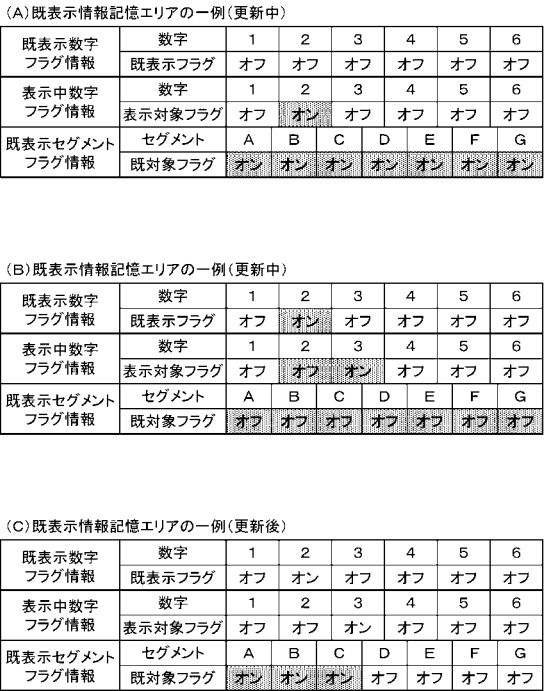 (A)既表示情報記憶エリアの一例(更新中)
既表示数字 数字 1 2 3 4 5 6
フラグ情報 既表示フラグ オフ オフ オフ オフ オフ オフ
表示中数字 数字 1 2 3 4 5 6
フラグ情報 表示対象フラグ オフ オン オフ オフ オフ オフ
既表示セグメント セグメント A B C D E F G
フラグ情報 既対象フラグ オン オン オン オン オン オン オン
(B)既表示情報記憶エリアの一例(更新中)
既表示数字 数字 1 2 3 4 5 6
フラグ情報 既表示フラグ オフ オン オフ オフ オフ オフ
表示中数字 数字 1 2 3 4 5 6
フラグ情報 表示対象フラグ オフ オフ オン オフ オフ オフ
既表示セグメント セグメント A B C D E F G
フラグ情報 既対象フラグ オフ オフ オフ オフ オフ オフ オフ
(C)既表示情報記憶エリアの一例(更新後)
既表示数字 数字 1 2 3 4 5 6
フラグ情報 既表示フラグ オフ オン オフ オフ オフ オフ
表示中数字 数字 1 2 3 4 5 6
フラグ情報 表示対象フラグ オフ オフ オン オフ オフ オフ
既表示セグメント セグメント A B C D E F G
フラグ情報 既対象フラグ オン オン オン オフ オフ オフ オフ